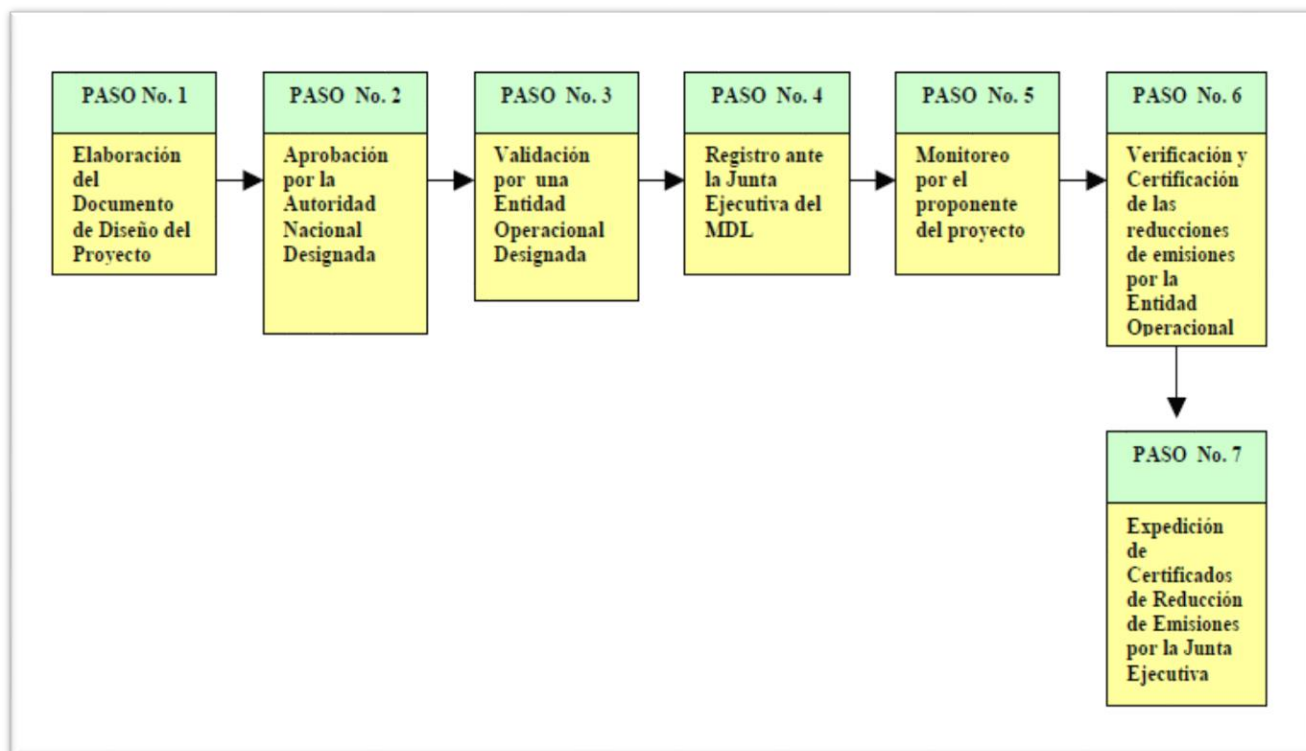 PASO No. 1
Elaboración
del
Documento
de Diseño del
Proyecto
PASO No. 2
Aprobación
por la
Autoridad
Nacional
Designada
PASO No. 3
Validación
por una
Entidad
Operacional
Designada
PASO No. 4
Registro ante
la Junta
Ejecutiva del
MDL
PASO No. 5
Monitoreo
por el
proponente
del proyecto
PASO No. 6
Verificación y
Certificación
de las
reducciones
de emisiones
por la
Entidad
Operacional
PASO No. 7
Expedición
de
Certificados
de Reducción
de Emisiones
por la Junta
Ejecutiva